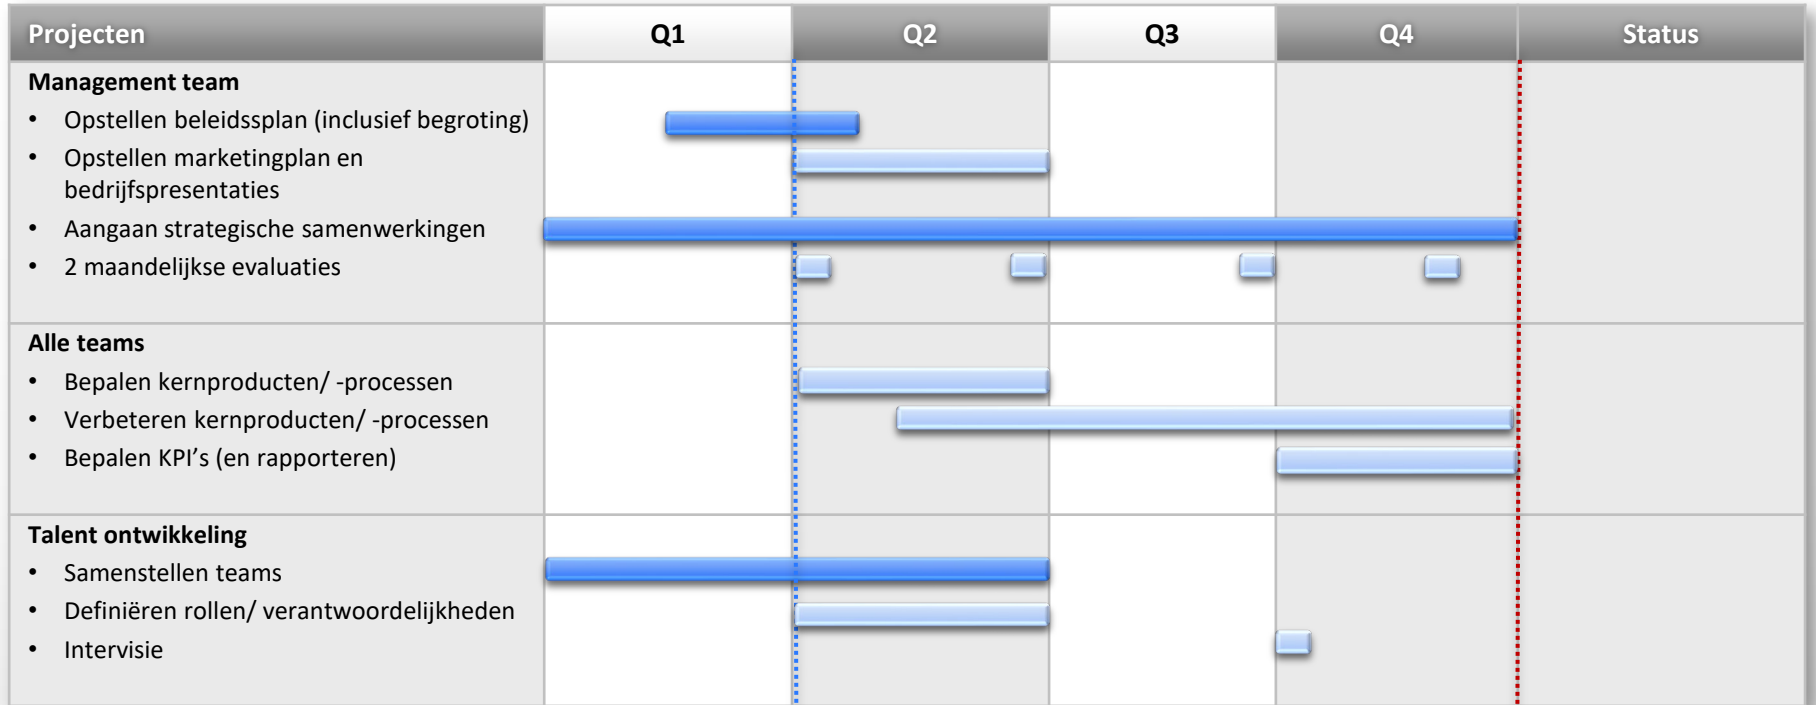 Projecten Q1 Q2 Q3 Q4 Status
Management team
• Opstellen beleidssplan (inclusief begroting)
• Opstellen marketingplan en
bedrijfspresentaties
• Aangaan strategische samenwerkingen
• 2 maandelijkse evaluaties
Alle teams
• Bepalen kernproducten/ -processen
• Verbeteren kernproducten/ -processen
• Bepalen KPI’s (en rapporteren)
Talent ontwikkeling
• Samenstellen teams
• Definiëren rollen/ verantwoordelijkheden
• Intervisie